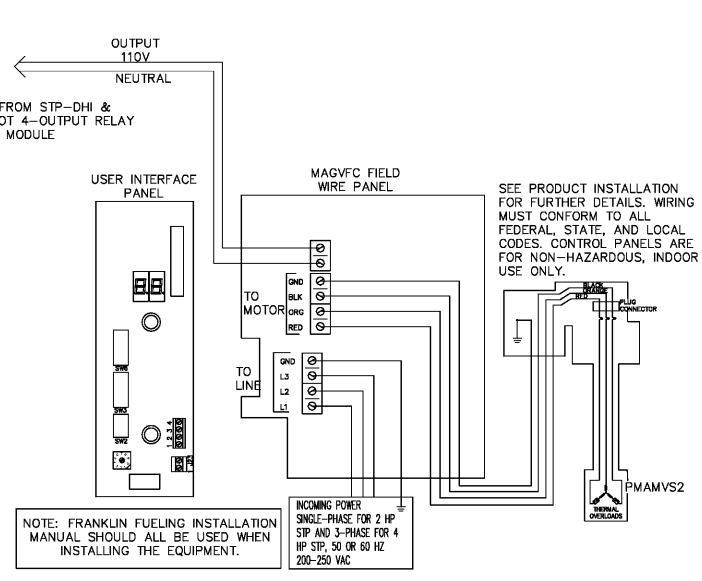 OUTPUT
110V
NEUTRAL
FROM STP-DHI &
OT 4-OUTPUT RELAY
MODULE
USER INTERFACE
PANEL
MAGVFC FIELD
WIRE PANEL
SEE PRODUCT INSTALLATION
FOR FURTHER DETAILS. WIRING
MUST CONFORM TO ALL
FEDERAL, STATE, AND LOCAL
CODES. CONTROL PANELS ARE
FOR NON-HAZARDOUS, INDOOR
USE ONLY.
BLACK
ORANGE
RED
PLUG
CONNECTOR
TO
MOTOR
GND
BLK
ORG
RED
TO
LINE
GND
L3
L2
L1
SW6
SW3
SW2
1 2 3 4
J23
PMAMVS2
THERMAL
OVERLOADS
INCOMING POWER
SINGLE-PHASE FOR 2 HP
STP AND 3-PHASE FOR 4
HP STP, 50 OR 60 HZ
200-250 VAC
NOTE: FRANKLIN FUELING INSTALLATION
MANUAL SHOULD ALL BE USED WHEN
INSTALLING THE EQUIPMENT.